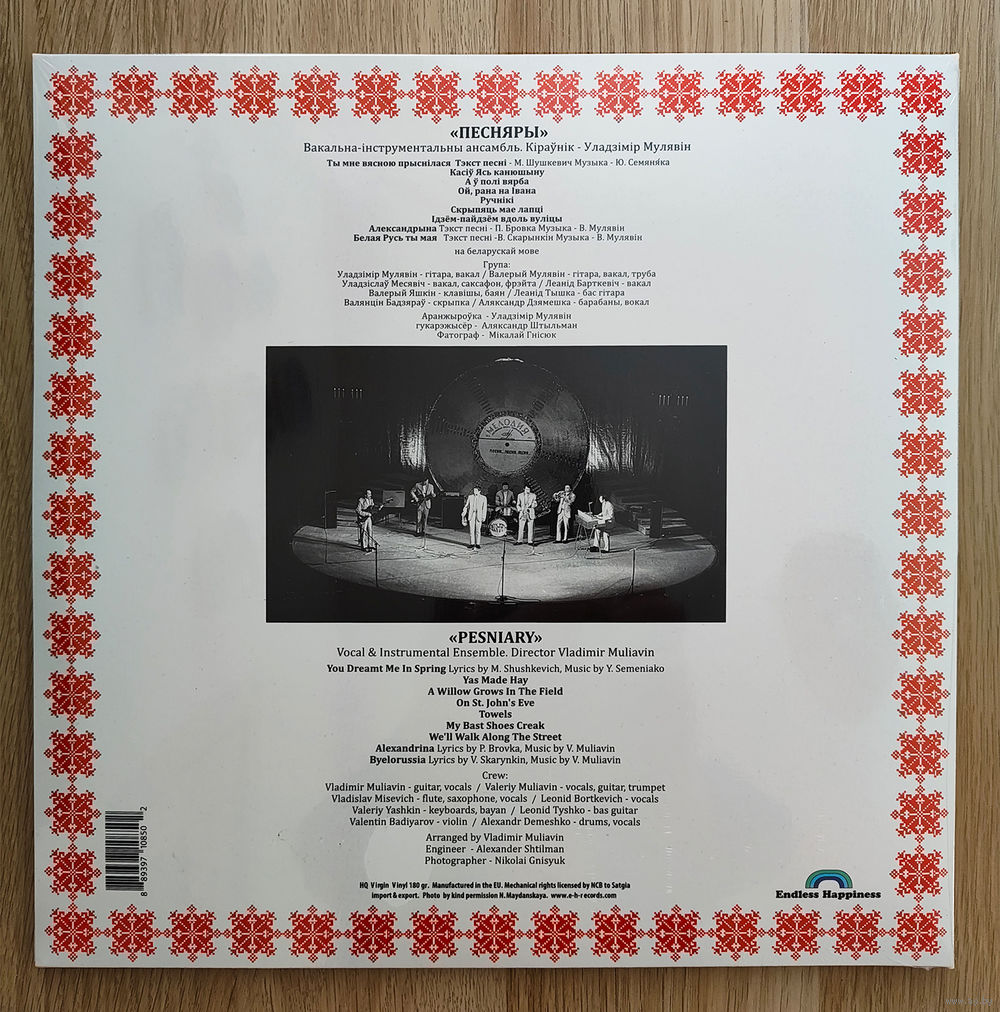 «ПЕСНЯРЫ»
Вакальна-інструментальны ансамбль. Кіраўнік - Уладзімір Мулявін
Ты мне вясною прыснілася Тэкст песні - М. Шушкевич Музыка - Ю. Семяняка
Касіў Ясь канюшыну
А ў полі вярба
Ой, рана на Івана
Ручнікі
Скрыпяць мае лапці
Ідзём-пайдзём вдоль вуліцы
Александрына Тэкст песні - П. Бровка Музыка - В. Мулявін
Белая Русь ты мая Тэкст песні -В. Скарынкін Музыка - В. Мулявін
на беларускай мове
Група:
Уладзімір Мулявін - гітара, вакал / Валерый Мулявін - гітара, вакал, труба
Уладзіслаў Месявіч - вакал, саксафон, фрэйта / Леанід Барткевіч - вакал
Валерый Яшкін - клавішы, баян / Леанід Тышка - бас гітара
Валянцін Бадзяраў - скрыпка / Аляксандр Дзямешка - барабаны, вокал
Аранжыроўка - Уладзімір Мулявін
гукарэжысёр - Аляксандр Штыльман
Фатограф - Мікалай Гнісюк
МЕЛОДИЯ
«PESNIARY»
Vocal & Instrumental Ensemble. Director Vladimir Muliavin
You Dreamt Me In Spring Lyrics by M. Shushkevich, Music by Y. Semeniako
Yas Made Hay
A Willow Grows In The Field
On St. John's Eve
Towels
My Bast Shoes Creak
We'll Walk Along The Street
Alexandrina Lyrics by P. Brovka, Music by V. Muliavin
Byelorussia Lyrics by V. Skarynkin, Music by V. Muliavin
Crew:
Vladimir Muliavin - guitar, vocals / Valeriy Muliavin - vocals, guitar, trumpet
Vladislav Misevich - flute, saxophone, vocals / Leonid Bortkevich - vocals
Valeriy Yashkin - keyboards, bayan / Leonid Tyshko - bas guitar
Valentin Badiyarov - violin / Alexandr Demeshko - drums, vocals
Arranged by Vladimir Muliavin
Engineer - Alexander Shtilman
Photographer - Nikolai Gnisyuk
HQ Virgin Vinyl 180 gr. Manufactured in the EU. Mechanical rights licensed by NCB to Satgia
import & export. Photo by kind permission N. Maydanskaya. www.e-h-records.com
8 89397 10850 2
Endless Happiness